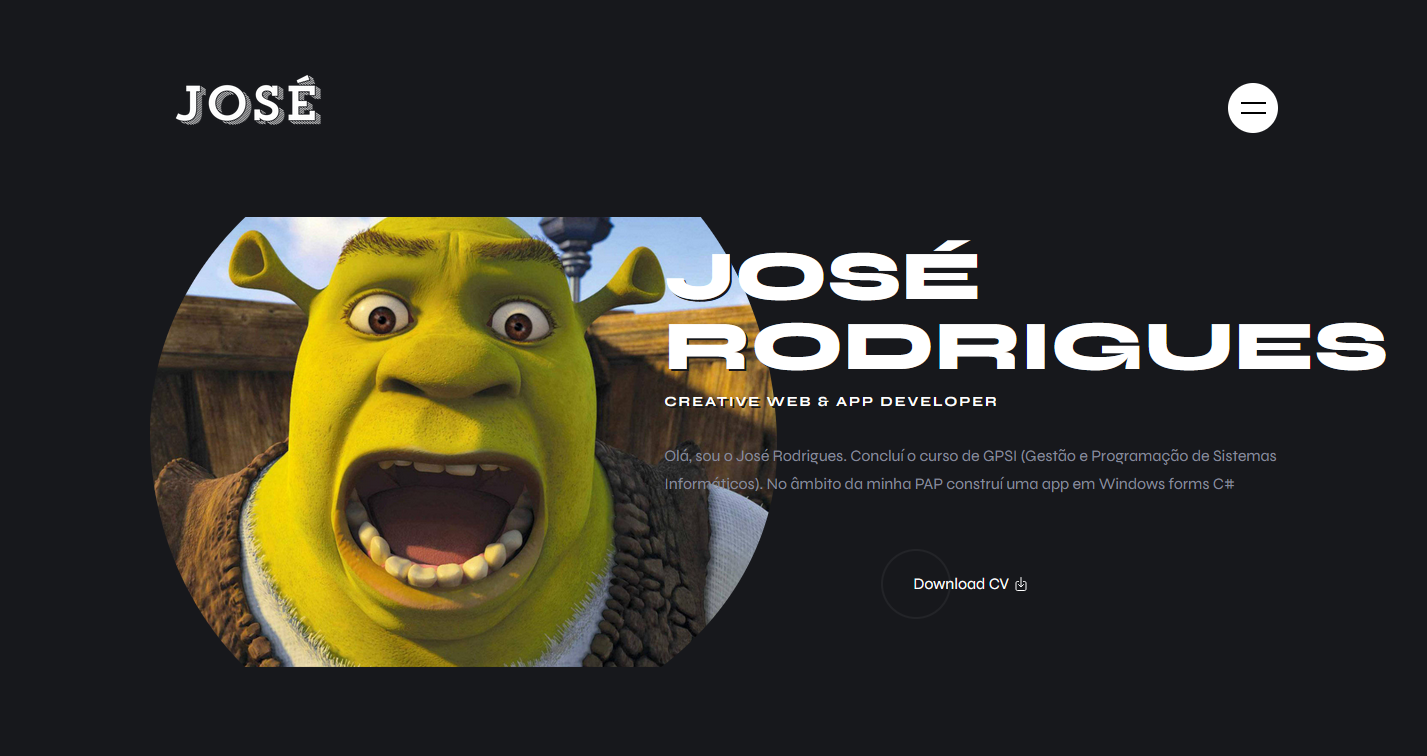 JOSÉ
JOSÉ
RODRIGUES
CREATIVE WEB & APP DEVELOPER
Olá, sou o José Rodrigues. Concluí o curso de GPSI (Gestão e Programação de Sistemas
Informáticos). No âmbito da minha PAP construí uma app em Windows forms C#
Download CV